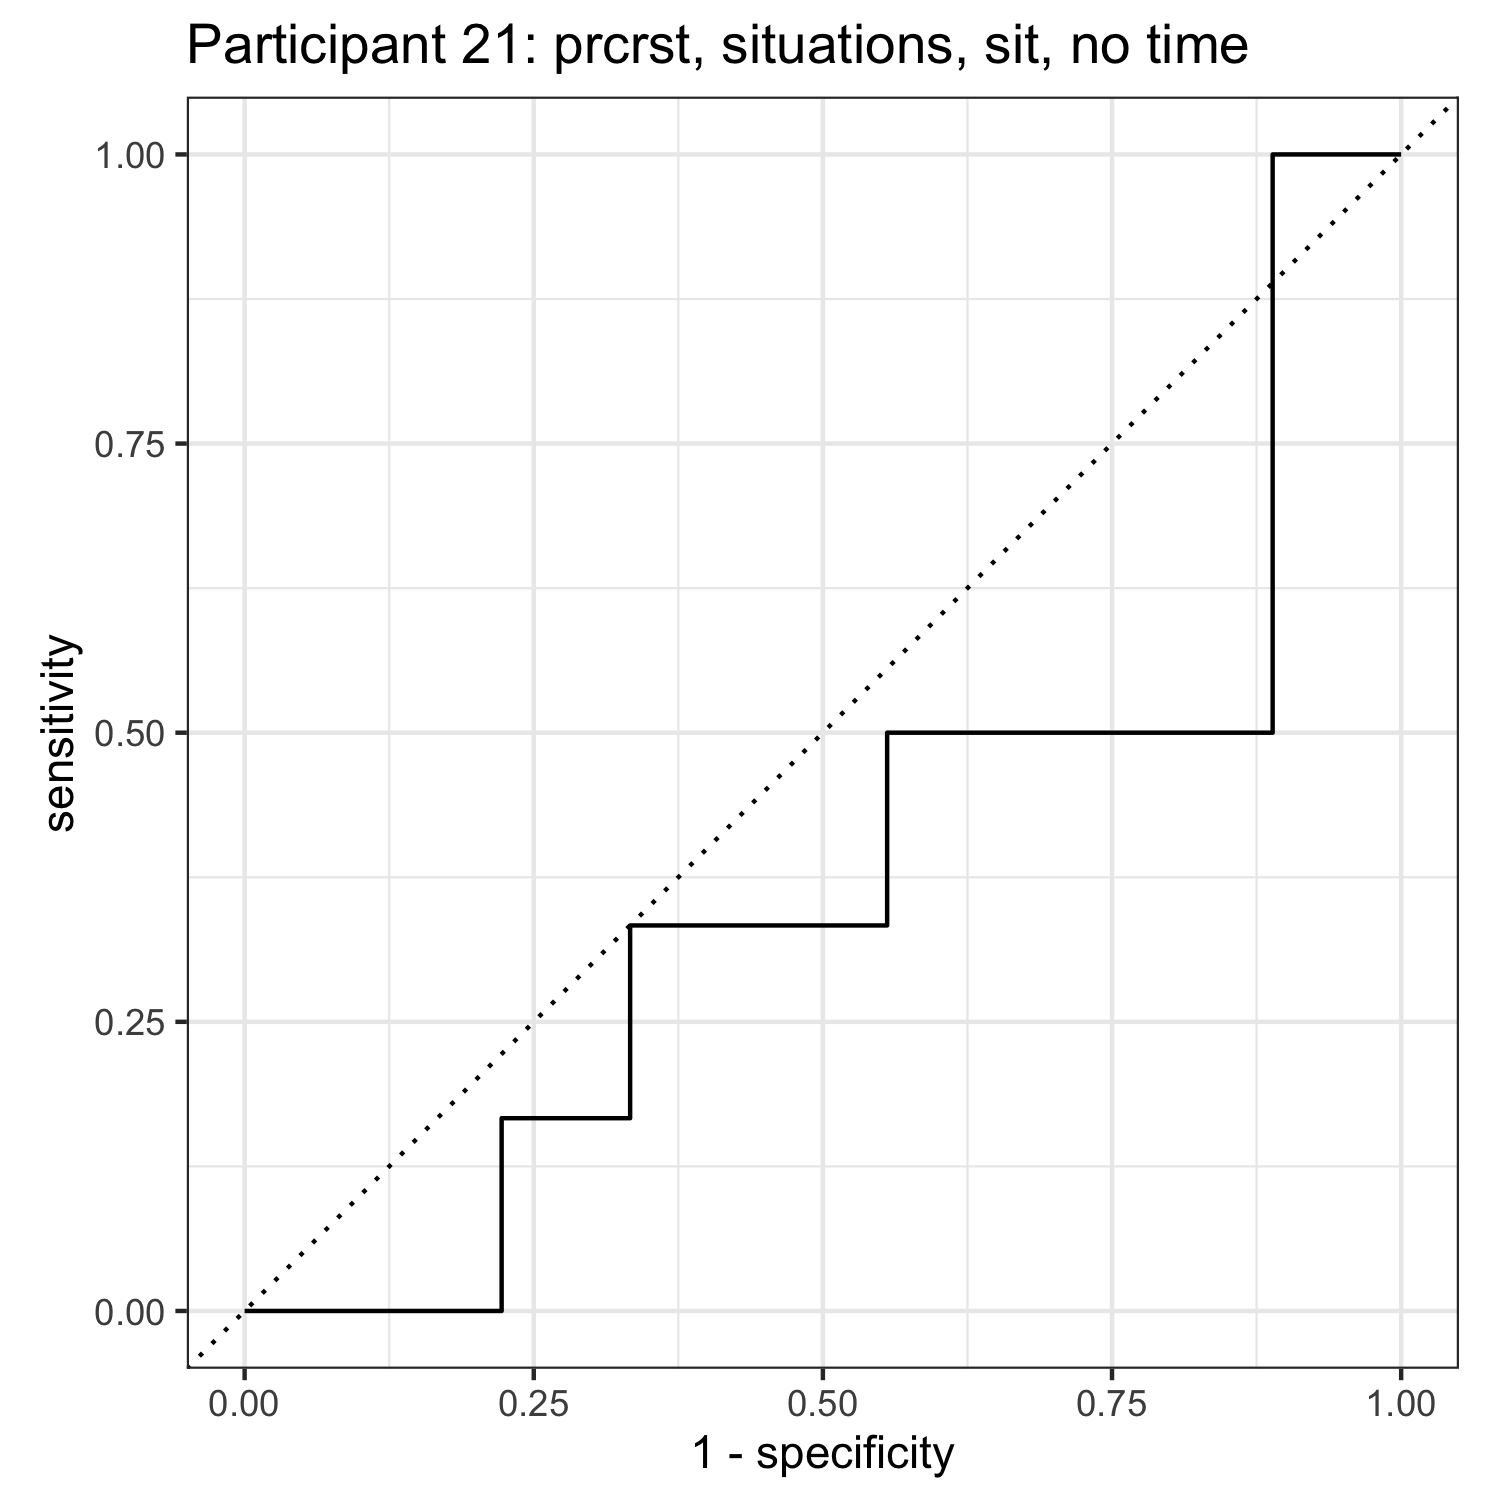 Participant 21: prcrst, situations, sit, no time
1.00
0.75
0.50
0.25
0.00
sensitivity
0.00 0.25 0.50 0.75 1.00
1 - specificity